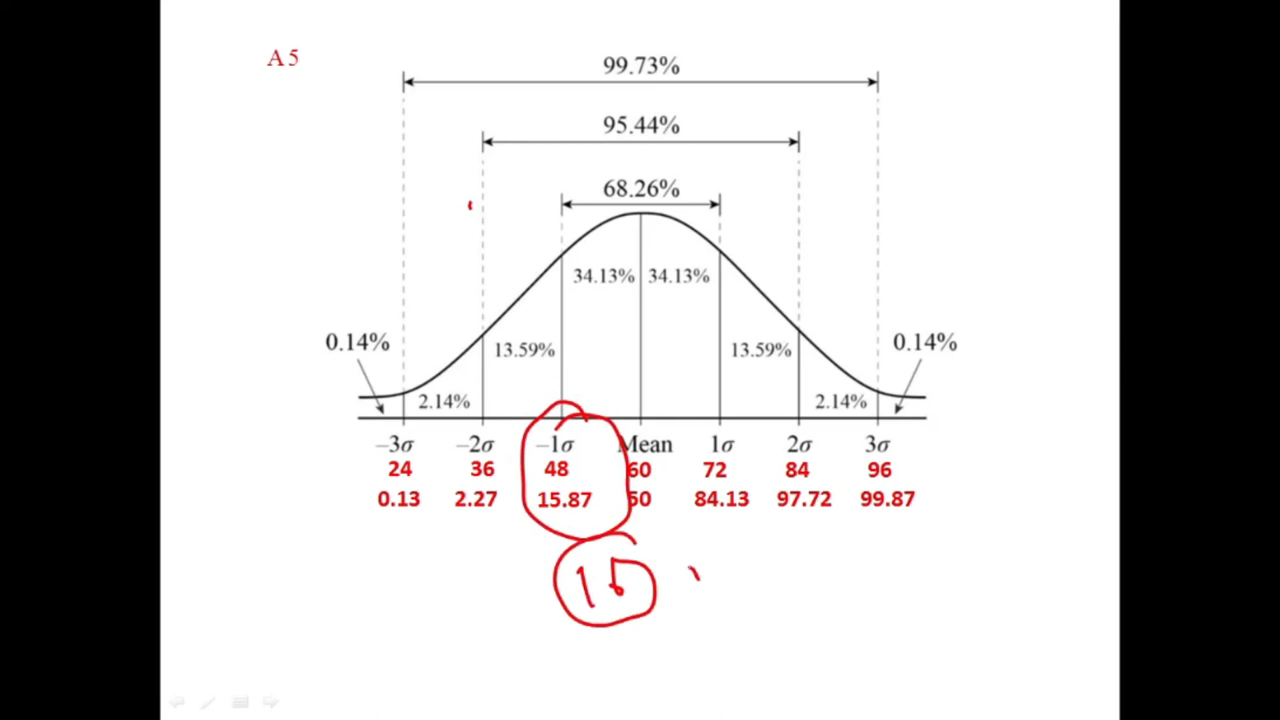 A 5
99.73%
95.44%
68.26%
34.13% 34.13%
0.14% 13.59% 13.59% 0.14%
2.14% 2.14%
–3σ –2σ –1σ Mean 1σ 2σ 3σ
24 36 48 60 72 84 96
0.13 2.27 15.87 50 84.13 97.72 99.87